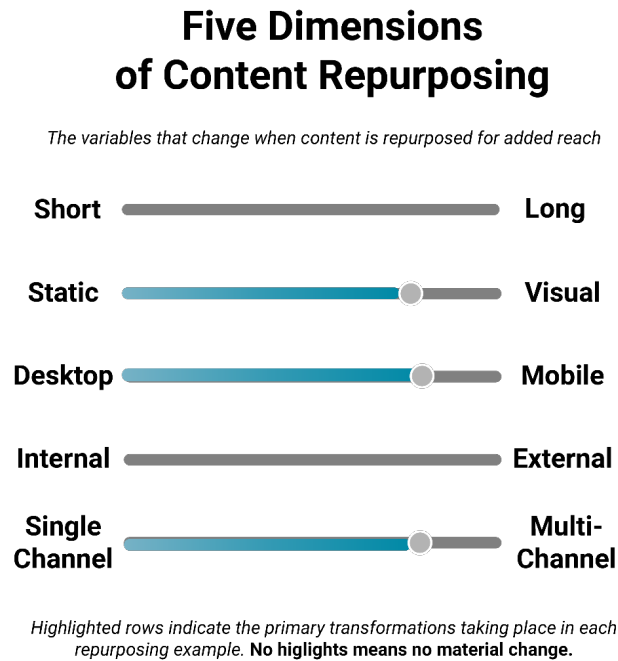 Five Dimensions
of Content Repurposing
The variables that change when content is repurposed for added reach
Short Long
Static Visual
Desktop Mobile
Internal External
Single Multi-
Channel Channel
Highlighted rows indicate the primary transformations taking place in each
repurposing example. No higlights means no material change.